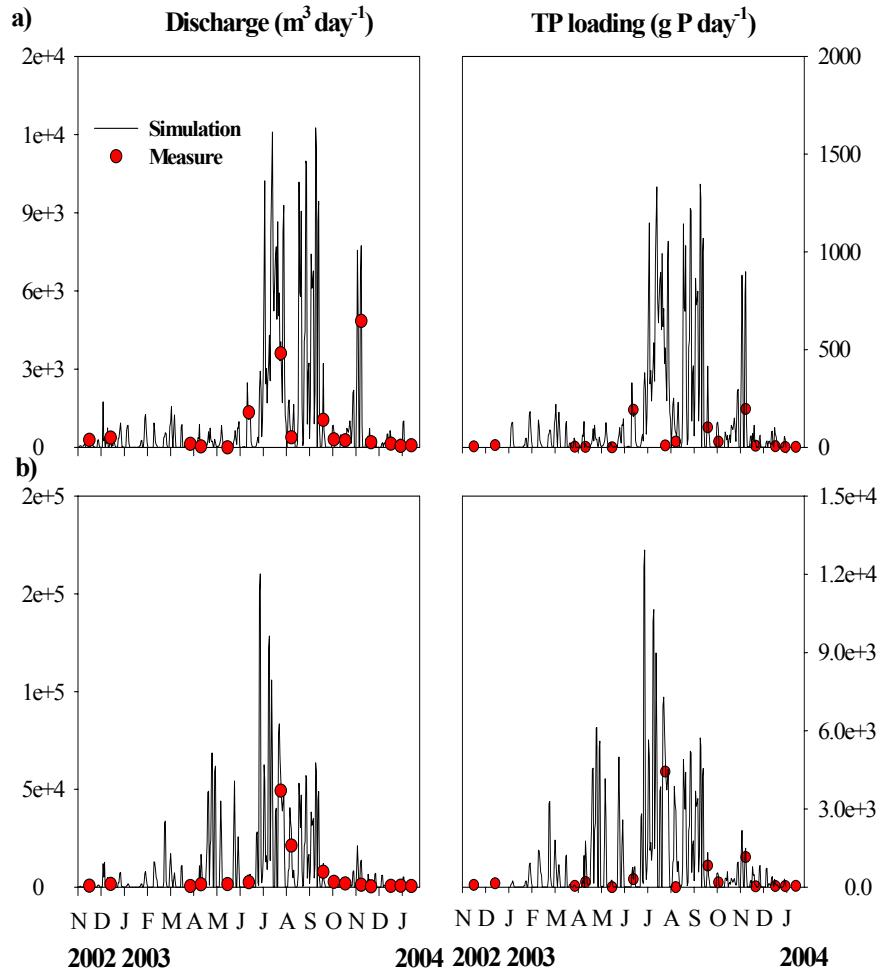 a)
Discharge (m³ day⁻¹)
TP loading (g P day⁻¹)
2e+4
1e+4
9e+3
6e+3
3e+3
0
Simulation
Measure
2000
1500
1000
500
0
b)
2e+5
2e+5
1e+5
5e+4
0
1.5e+4
1.2e+4
9.0e+3
6.0e+3
3.0e+3
0.0
N D J F M A M J J A S O N D J
N D J F M A M J J A S O N D J
2002 2003 2004
2002 2003 2004